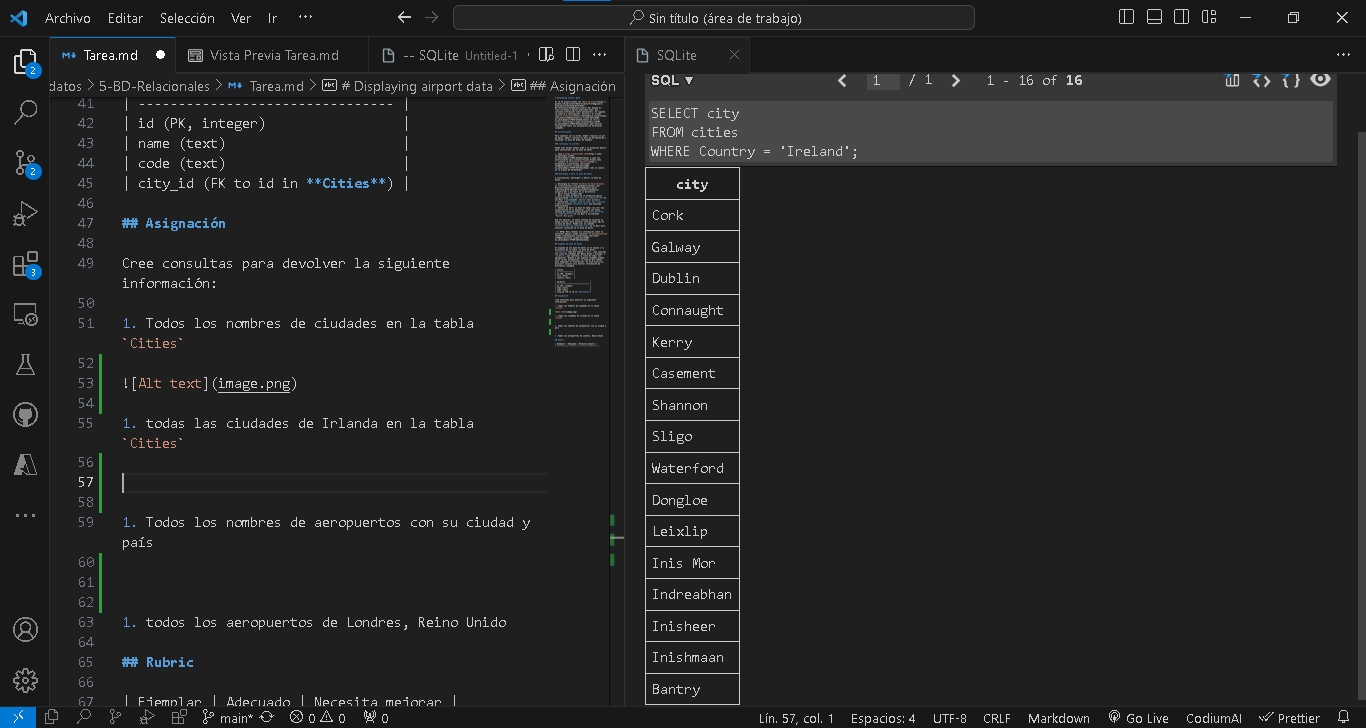 Archivo Editar Selección Ver Ir ···
Sin título (área de trabajo)
Tarea.md
Vista Previa Tarea.md
-- SQLite Untitled-1
SQLite
datos > 5-BD-Relacionales > Tarea.md > # Displaying airport data > ## Asignación
41 | -------------------------------- |
42 | id (PK, integer) |
43 | name (text) |
44 | code (text) |
45 | city_id (FK to id in **Cities**) |
46
47 ## Asignación
48
49 Cree consultas para devolver la siguiente
información:
50
51 1. Todos los nombres de ciudades en la tabla
`Cities`
52
53 ![Alt text](image.png)
54
55 1. todas las ciudades de Irlanda en la tabla
`Cities`
56
57
58
59 1. Todos los nombres de aeropuertos con su ciudad y
país
60
61
62
63 1. todos los aeropuertos de Londres, Reino Unido
64
65 ## Rubric
66
67 | Ejemplar | Adecuado | Necesita mejorar |
SQL ▼
1 / 1
1 - 16 of 16
SELECT city
FROM cities
WHERE Country = 'Ireland';
city
Cork
Galway
Dublin
Connaught
Kerry
Casement
Shannon
Sligo
Waterford
Dongloe
Leixlip
Inis Mor
Indreabhan
Inisheer
Inishmaan
Bantry
2
2
3
main* 0 0 0
Lín. 57, col. 1 Espacios: 4 UTF-8 CRLF Markdown Go Live CodiumAI Prettier